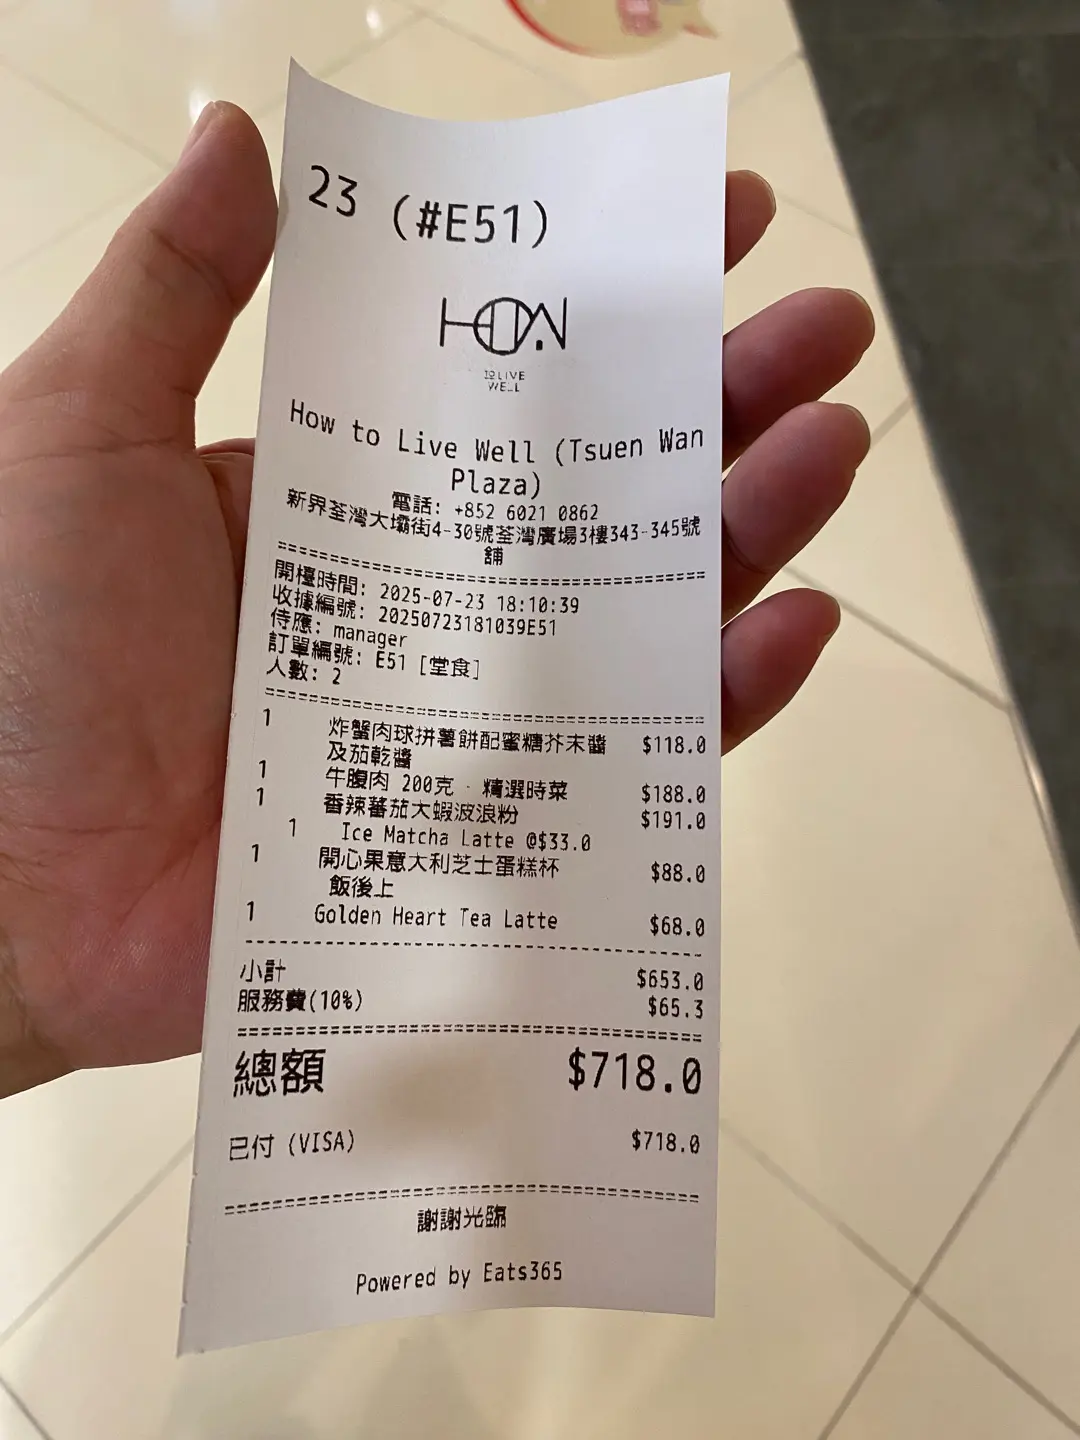 23 (#E51)
HOW
TO LIVE
WELL
How to Live Well (Tsuen Wan
Plaza)
電話: +852 6021 0862
新界荃灣大壩街4-30號荃灣廣場3樓343-345號
舖
開檯時間: 2025-07-23 18:10:39
收據編號: 20250723181039E51
侍應: manager
訂單編號: E51 [堂食]
人數: 2
1 炸蟹肉球拼薯餅配蜜糖芥末醬 $118.0
及茄乾醬
1 牛腹肉 200克 · 精選時菜 $188.0
1 香辣蕃茄大蝦波浪粉 $191.0
1 Ice Matcha Latte @$33.0
1 開心果意大利芝士蛋糕杯 $88.0
飯後上
1 Golden Heart Tea Latte $68.0
小計 $653.0
服務費(10%) $65.3
總額 $718.0
已付 (VISA) $718.0
謝謝光臨
Powered by Eats365